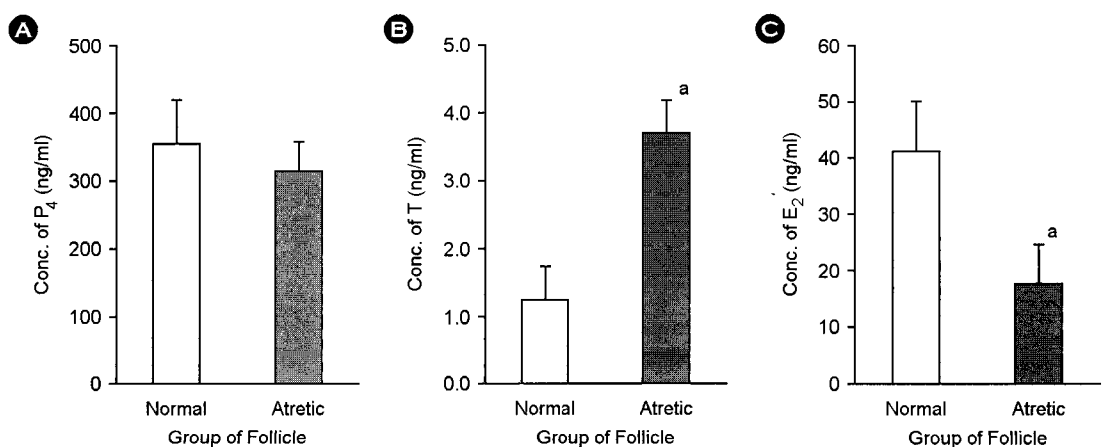 A
Conc. of P4 (ng/ml)
500
400
300
200
100
0
Normal Atretic
Group of Follicle
B
Conc. of T (ng/ml)
5.0
4.0
3.0
2.0
1.0
0.0
a
Normal Atretic
Group of Follicle
C
Conc. of E2' (ng/ml)
60
50
40
30
20
10
0
a
Normal Atretic
Group of Follicle